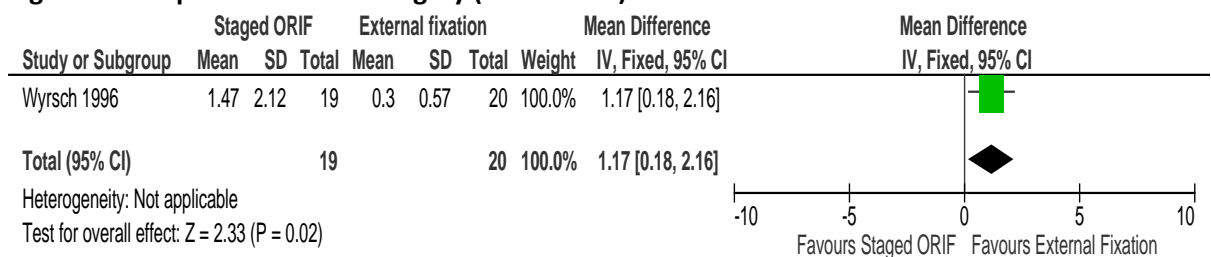 Staged ORIF External fixation Mean Difference Mean Difference
Study or Subgroup Mean SD Total Mean SD Total Weight IV, Fixed, 95% CI IV, Fixed, 95% CI
Wyrsch 1996 1.47 2.12 19 0.3 0.57 20 100.0% 1.17 [0.18, 2.16]
Total (95% CI) 19 20 100.0% 1.17 [0.18, 2.16]
Heterogeneity: Not applicable
Test for overall effect: Z = 2.33 (P = 0.02)
-10 -5 0 5 10
Favours Staged ORIF Favours External Fixation